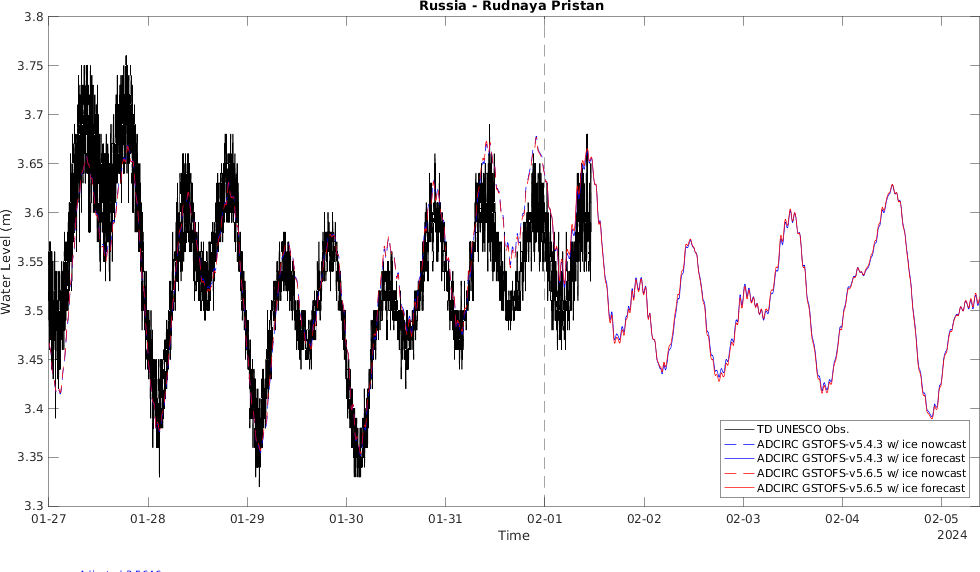 Russia - Rudnaya Pristan
3.8
3.75
3.7
3.65
3.6
3.55
3.5
3.45
3.4
3.35
3.3
Water Level (m)
TD UNESCO Obs.
ADCIRC GSTOFS-v5.4.3 w/ ice nowcast
ADCIRC GSTOFS-v5.4.3 w/ ice forecast
ADCIRC GSTOFS-v5.6.5 w/ ice nowcast
ADCIRC GSTOFS-v5.6.5 w/ ice forecast
01-27 01-28 01-29 01-30 01-31 02-01 02-02 02-03 02-04 02-05
Time
2024